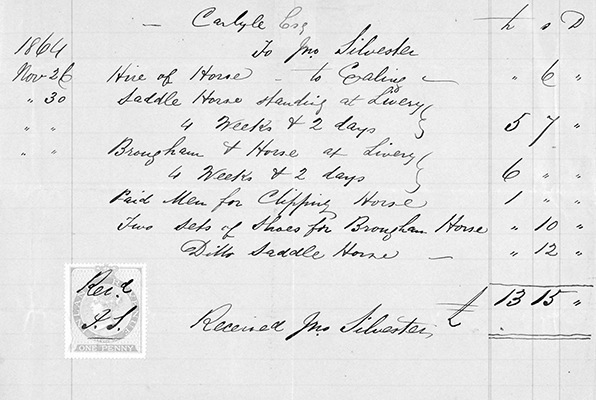 Carlyle Esq £ s D
1864 To Jno Silvester
Nov 26 Hire of Horse - to Ealing — " 6 "
" 30 Saddle Horse standing at Livery
" " 4 Weeks & 2 days 5 7 "
" " Brougham & Horse at Livery
4 Weeks & 2 days 6 " "
Paid Men for Clipping Horse 1 " "
Two sets of Shoes for Brougham Horse " 10 "
Ditto Saddle Horse — " 12 "
£ 13 15 "
Received Jno Silvester
Rec.d
J.S.
ONE PENNY